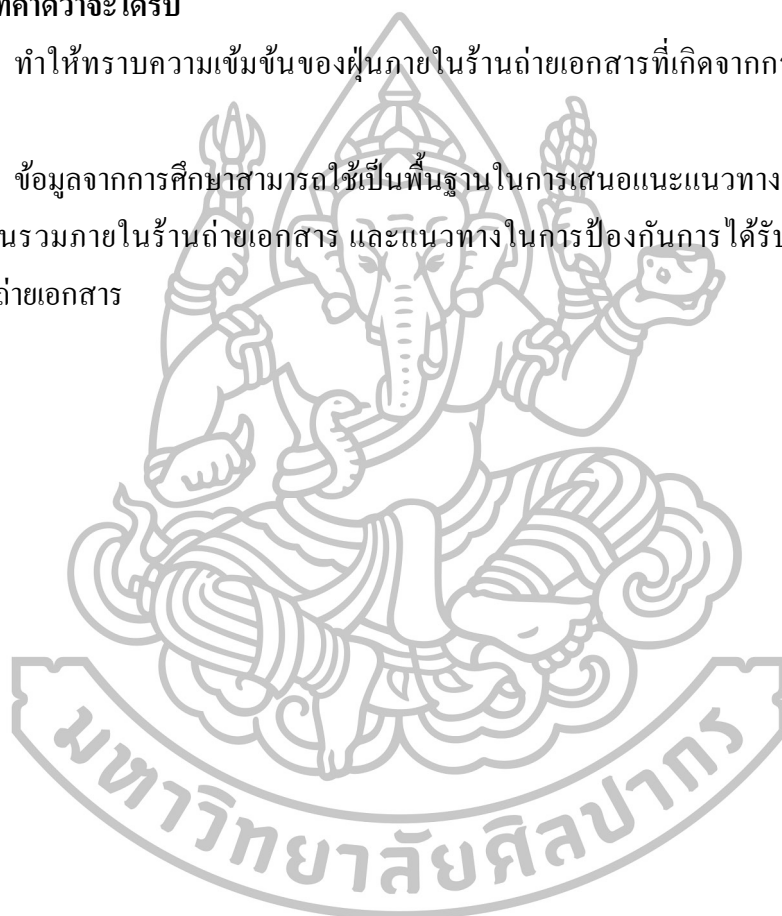 ที่คาดว่าจะได้รับ
ทำให้ทราบความเข้มข้นของฝุ่นภายในร้านถ่ายเอกสารที่เกิดจากกา
ข้อมูลจากการศึกษาสามารถใช้เป็นพื้นฐานในการเสนอแนะแนวทาง
นรวมภายในร้านถ่ายเอกสาร และแนวทางในการป้องกันการได้รับ
ถ่ายเอกสาร
มหาวิทยาลัยศิลปากร